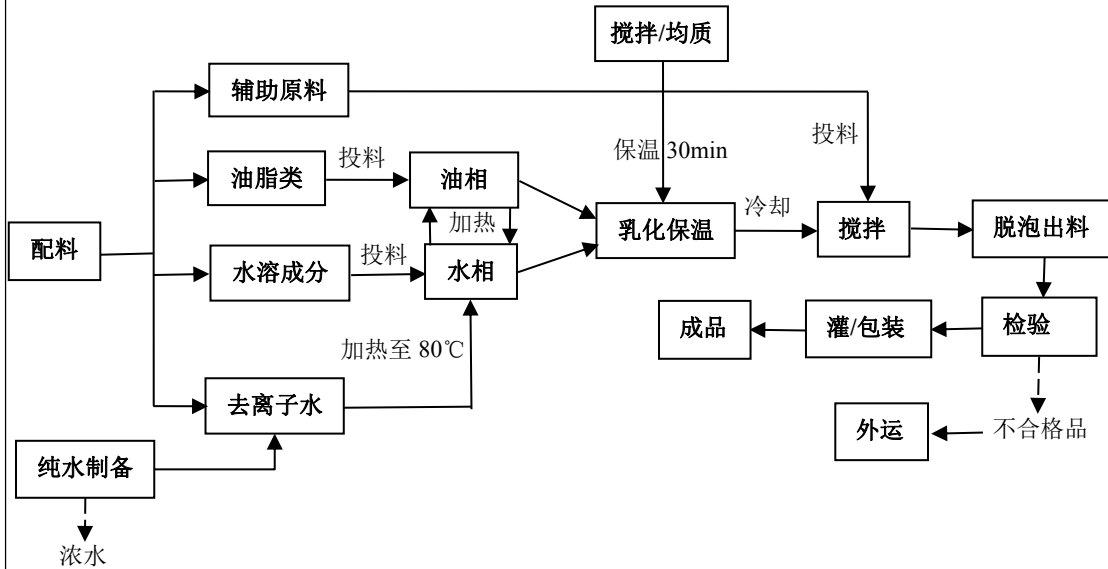 搅拌/均质
辅助原料
保温 30min
投料
油脂类
投料
油相
加热
乳化保温
冷却
搅拌
脱泡出料
配料
水溶成分
投料
水相
成品
灌/包装
检验
加热至 80℃
去离子水
外运
不合格品
纯水制备
浓水